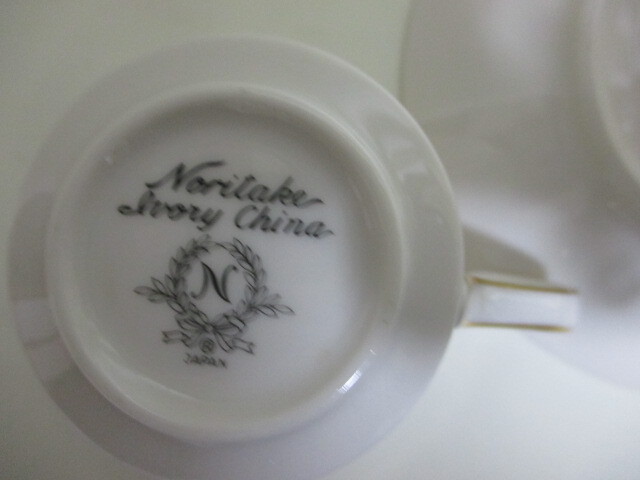 Noritake
Ivory China
N
®
JAPAN